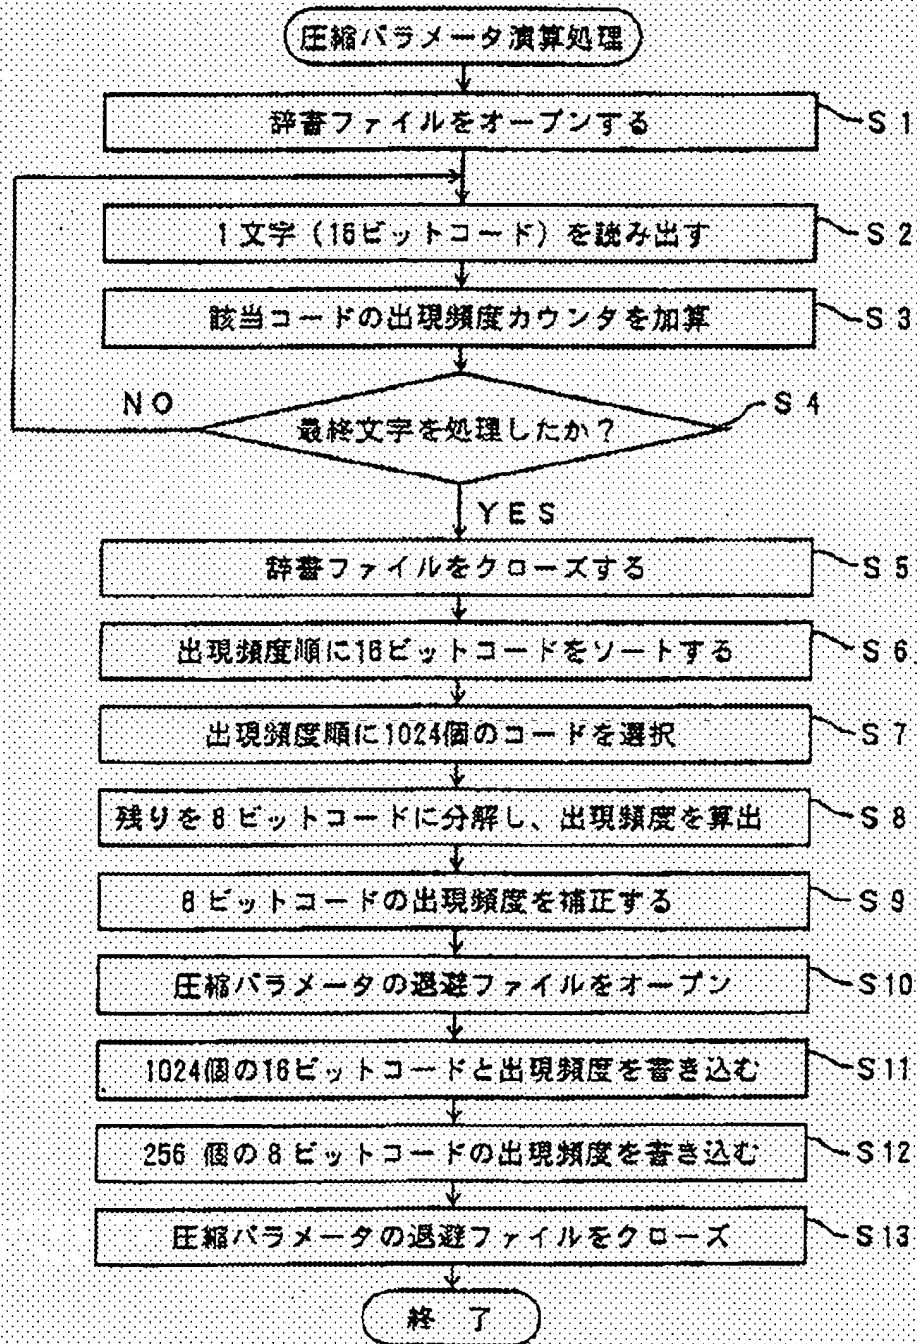 圧縮パラメータ演算処理
辞書ファイルをオープンする S1
1文字（16ビットコード）を読み出す S2
該当コードの出現頻度カウンタを加算 S3
NO
最終文字を処理したか？ S4
YES
辞書ファイルをクローズする S5
出現頻度順に16ビットコードをソートする S6
出現頻度順に1024個のコードを選択 S7
残りを8ビットコードに分解し、出現頻度を算出 S8
8ビットコードの出現頻度を補正する S9
圧縮パラメータの退避ファイルをオープン S10
1024個の16ビットコードと出現頻度を書き込む S11
256 個の8ビットコードの出現頻度を書き込む S12
圧縮パラメータの退避ファイルをクローズ S13
終 了